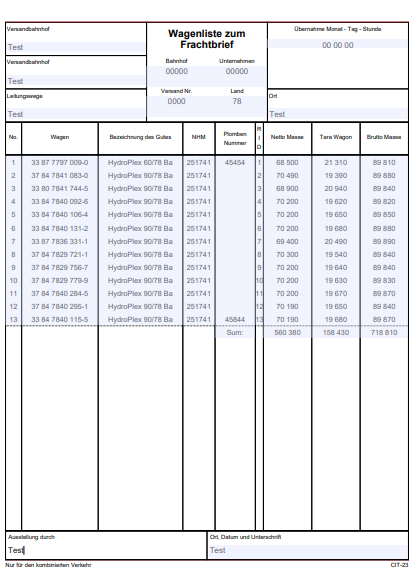 Versandbahnhof
Test
Versandbahnhof
Test
Leitungswege
Test
Wagenliste zum
Frachtbrief
Bahnhof Unternehmen
00000 00000
Versand Nr. Land
0000 78
Übernahme Monat - Tag - Stunde
00 00 00
Ort
Test
No. Wagen Bezeichnung des Gutes NHM Plomben Nummer RID Netto Masse Tara Wagon Brutto Masse
1 33 87 7797 009-0 HydroPlex 60/78 Ba 251741 45454 1 68 500 21 310 89 810
2 37 84 7841 083-0 HydroPlex 90/78 Ba 251741 2 70 490 19 390 89 880
3 33 84 7841 744-5 HydroPlex 60/78 Ba 251741 3 68 900 20 940 89 840
4 33 84 7840 092-6 HydroPlex 90/78 Ba 251741 4 70 200 19 620 89 820
5 33 84 7840 106-4 HydroPlex 90/78 Ba 251741 5 70 200 19 650 89 850
6 33 84 7840 131-2 HydroPlex 60/78 Ba 251741 6 70 200 19 680 89 880
7 33 87 7836 331-1 HydroPlex 90/78 Ba 251741 7 69 400 20 490 89 890
8 37 84 7829 721-1 HydroPlex 90/78 Ba 251741 8 70 300 19 540 89 840
9 37 84 7829 756-7 HydroPlex 90/78 Ba 251741 9 70 200 19 640 89 840
10 37 84 7829 779-9 HydroPlex 90/78 Ba 251741 10 70 200 19 630 89 830
11 37 84 7840 284-5 HydroPlex 90/78 Ba 251741 11 70 200 19 670 89 870
12 37 84 7840 295-1 HydroPlex 90/78 Ba 251741 12 70 190 19 650 89 840
13 33 84 7840 115-5 HydroPlex 90/78 Ba 251741 45844 13 70 190 19 680 89 870
Sum: 560 380 158 430 718 810
Ausstellung durch
Test
Ort, Datum und Unterschrift
Test
Nur für den kombinierten Verkehr CIT-23